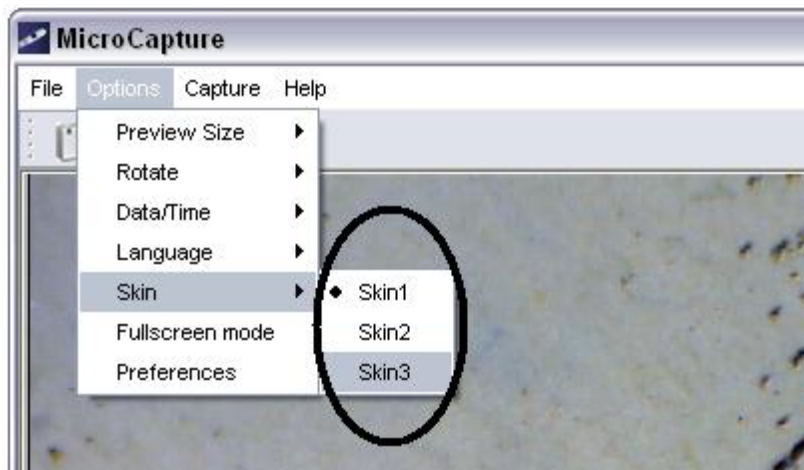 MicroCapture
File Options Capture Help
Preview Size
Rotate
Data/Time
Language
Skin
Fullscreen mode
Preferences
Skin1
Skin2
Skin3